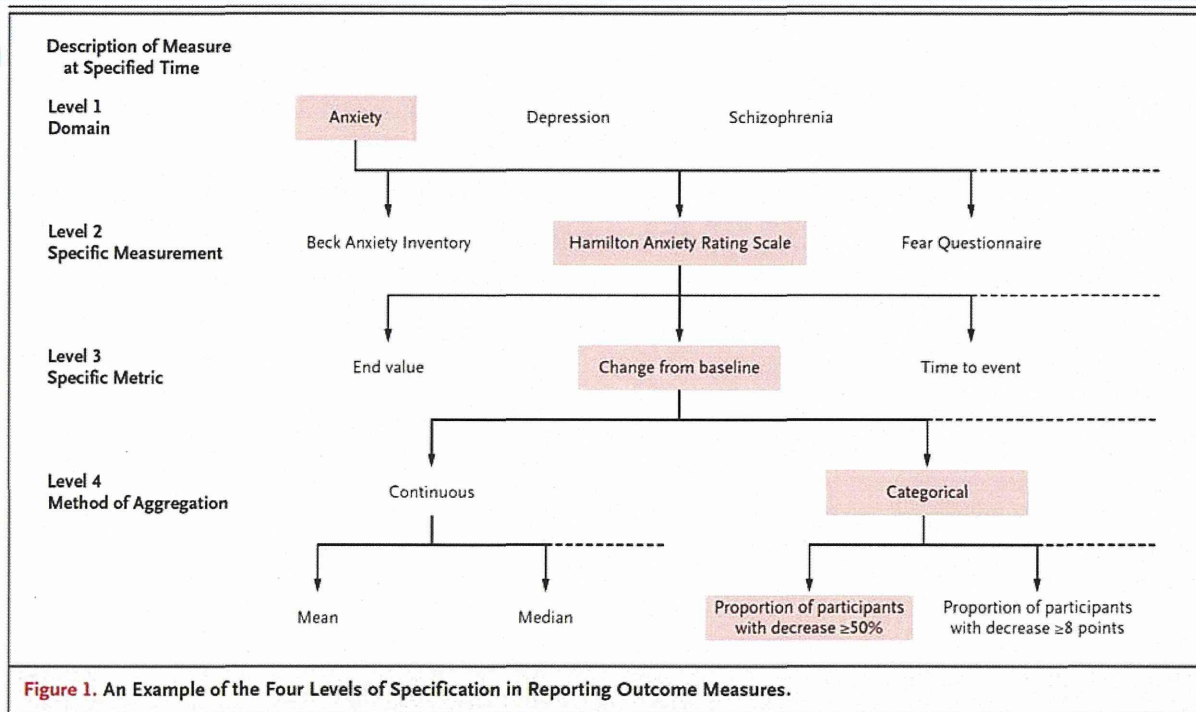 Description of Measure
at Specified Time
Level 1
Domain
Anxiety
Depression
Schizophrenia
Level 2
Specific Measurement
Beck Anxiety Inventory
Hamilton Anxiety Rating Scale
Fear Questionnaire
Level 3
Specific Metric
End value
Change from baseline
Time to event
Level 4
Method of Aggregation
Continuous
Categorical
Mean
Median
Proportion of participants
with decrease ≥50%
Proportion of participants
with decrease ≥8 points
Figure 1. An Example of the Four Levels of Specification in Reporting Outcome Measures.